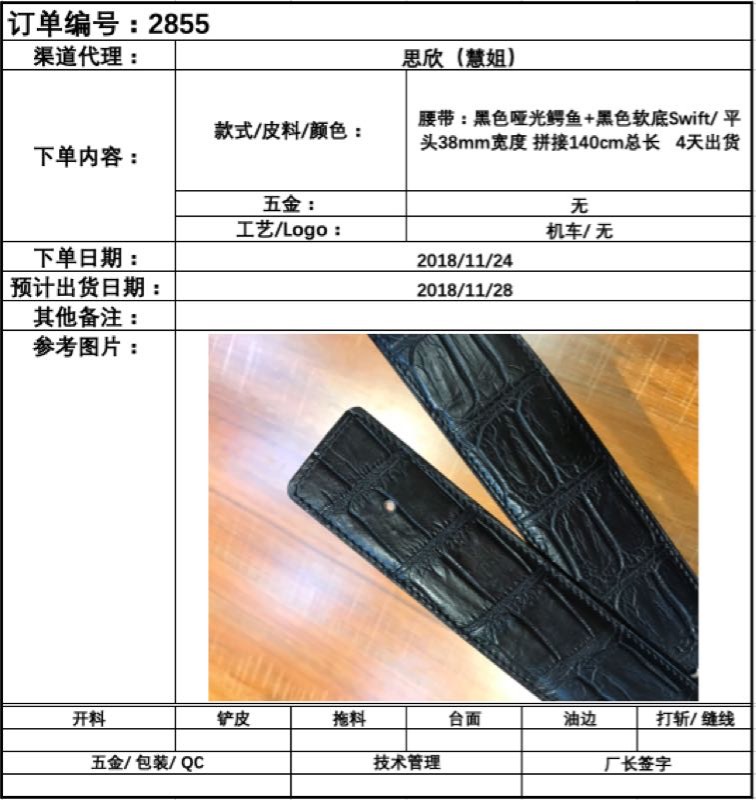 订单编号：2855
渠道代理： 思欣（慧姐）
下单内容：
款式/皮料/颜色：
腰带：黑色哑光鳄鱼+黑色软底Swift/ 平
头38mm宽度 拼接140cm总长 4天出货
五金： 无
工艺/Logo： 机车/ 无
下单日期： 2018/11/24
预计出货日期： 2018/11/28
其他备注：
参考图片：
开料 铲皮 拖料 台面 油边 打斩/ 缝线
五金/ 包装/ QC 技术管理 厂长签字